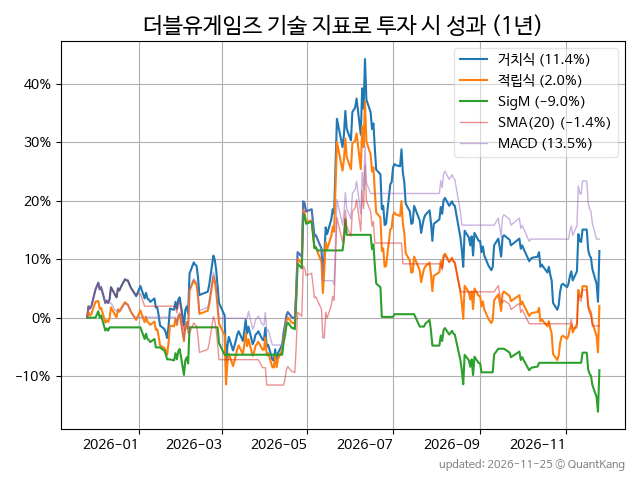 더블유게임즈 기술 지표로 투자 시 성과 (1년)
거치식 (11.4%)
적립식 (2.0%)
SigM (−9.0%)
SMA(20) (−1.4%)
MACD (13.5%)
40%
30%
20%
10%
0%
−10%
2026-01 2026-03 2026-05 2026-07 2026-09 2026-11
updated: 2026-11-25 © QuantKang